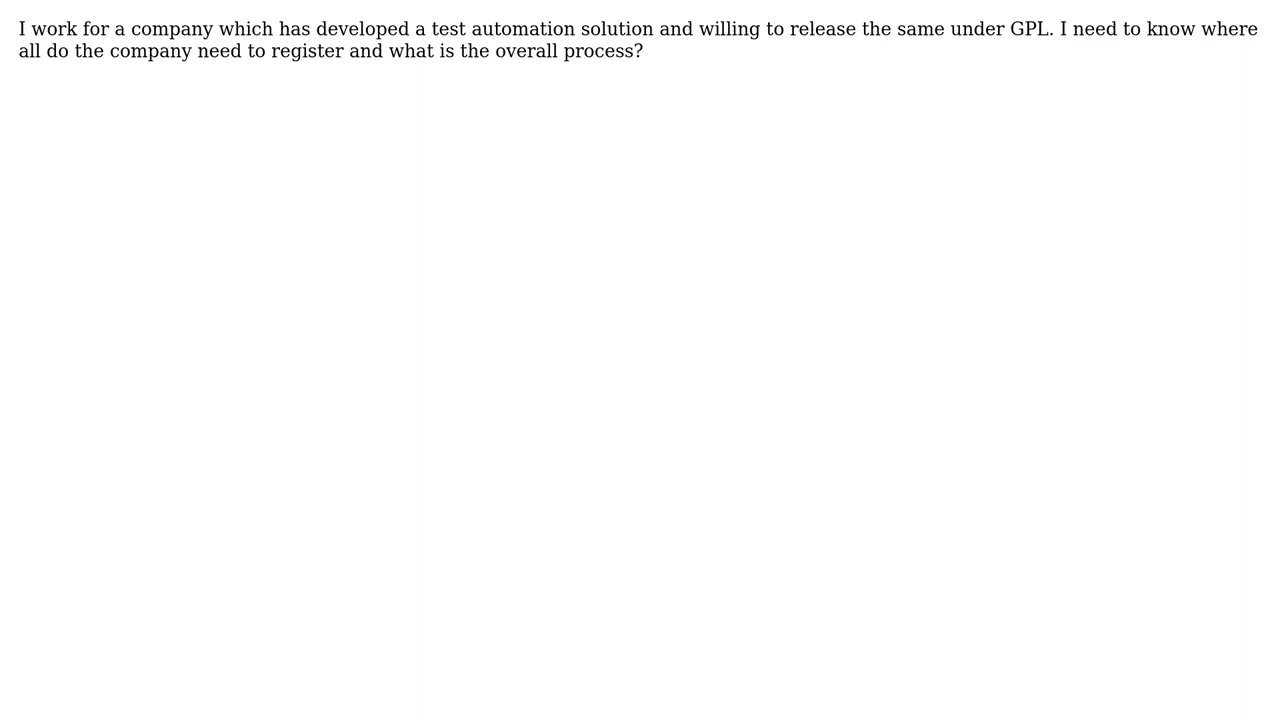 I work for a company which has developed a test automation solution and willing to release the same under GPL. I need to know where
all do the company need to register and what is the overall process?